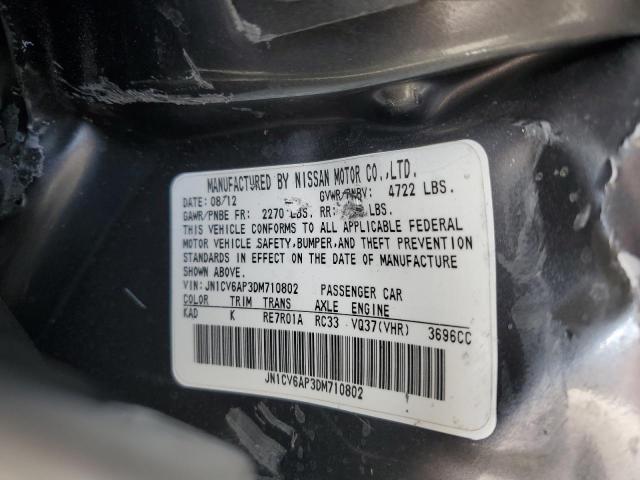 MANUFACTURED BY NISSAN MOTOR CO.,LTD.
DATE: 08/12 GVWR/PNBV: 4722 LBS.
GAWR/PNBE FR: 2270 LBS. RR: LBS.
THIS VEHICLE CONFORMS TO ALL APPLICABLE FEDERAL
MOTOR VEHICLE SAFETY, BUMPER, AND THEFT PREVENTION
STANDARDS IN EFFECT ON THE DATE OF MANUFACTURE
SHOWN ABOVE.
VIN: JN1CV6AP3DM710802 PASSENGER CAR
COLOR TRIM TRANS AXLE ENGINE
KAD K RE7R01A RC33 VQ37(VHR) 3696CC
JN1CV6AP3DM710802